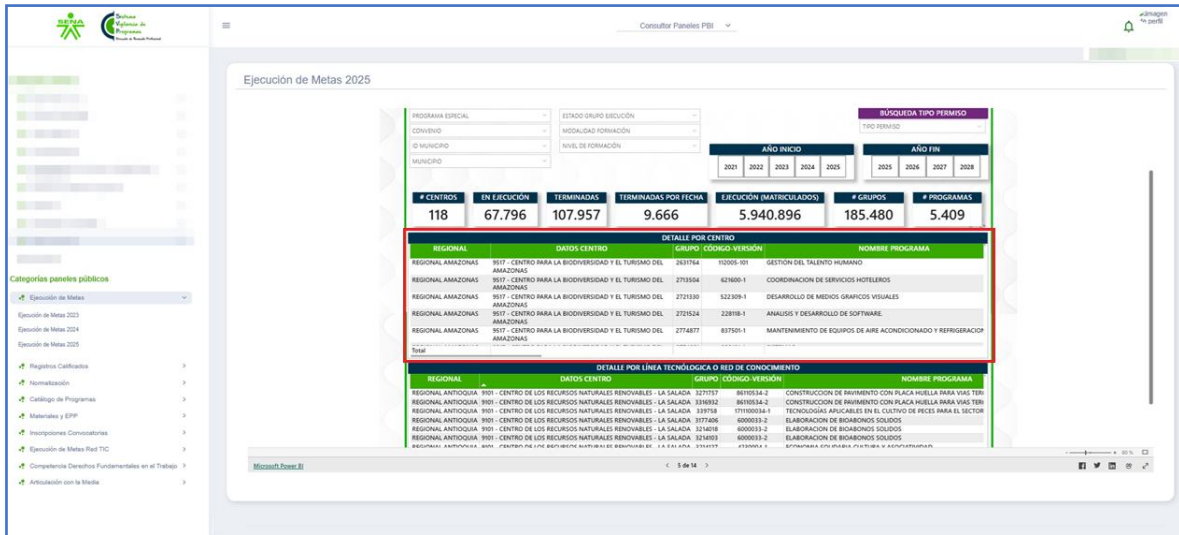 SENA
Gestione
Vigilancia de
Programas
Dirección de Formación Profesional
Consultor Paneles PBI
Imagen
de perfil
Ejecución de Metas 2025
PROGRAMA ESPECIAL
ESTADO GRUPO EJECUCIÓN
BÚSQUEDA TIPO PERMISO
CONVENIO
MODALIDAD FORMACIÓN
TIPO PERMISO
ID MUNICIPIO
NIVEL DE FORMACIÓN
MUNICIPIO
AÑO INICIO
AÑO FIN
2021 2022 2023 2024 2025
2025 2026 2027 2028
# CENTROS EN EJECUCIÓN TERMINADAS TERMINADAS POR FECHA EJECUCIÓN (MATRICULADOS) # GRUPOS # PROGRAMAS
118 67.796 107.957 9.666 5.940.896 185.480 5.409
DETALLE POR CENTRO
REGIONAL DATOS CENTRO GRUPO CÓDIGO-VERSIÓN NOMBRE PROGRAMA
REGIONAL AMAZONAS 9517 - CENTRO PARA LA BIODIVERSIDAD Y EL TURISMO DEL 2631764 112005-101 GESTIÓN DEL TALENTO HUMANO
AMAZONAS
REGIONAL AMAZONAS 9517 - CENTRO PARA LA BIODIVERSIDAD Y EL TURISMO DEL 2713504 621600-1 COORDINACION DE SERVICIOS HOTELEROS
AMAZONAS
REGIONAL AMAZONAS 9517 - CENTRO PARA LA BIODIVERSIDAD Y EL TURISMO DEL 2721330 522309-1 DESARROLLO DE MEDIOS GRAFICOS VISUALES
AMAZONAS
REGIONAL AMAZONAS 9517 - CENTRO PARA LA BIODIVERSIDAD Y EL TURISMO DEL 2721524 228118-1 ANALISIS Y DESARROLLO DE SOFTWARE.
AMAZONAS
REGIONAL AMAZONAS 9517 - CENTRO PARA LA BIODIVERSIDAD Y EL TURISMO DEL 2774877 837501-1 MANTENIMIENTO DE EQUIPOS DE AIRE ACONDICIONADO Y REFRIGERACION
AMAZONAS
Total
DETALLE POR LÍNEA TECNÓLOGICA O RED DE CONOCIMIENTO
REGIONAL DATOS CENTRO GRUPO CÓDIGO-VERSIÓN NOMBRE PROGRAMA
REGIONAL ANTIOQUIA 9101 - CENTRO DE LOS RECURSOS NATURALES RENOVABLES - LA SALADA 3271757 86110534-2 CONSTRUCCION DE PAVIMENTO CON PLACA HUELLA PARA VIAS TERI
REGIONAL ANTIOQUIA 9101 - CENTRO DE LOS RECURSOS NATURALES RENOVABLES - LA SALADA 3316932 86110534-2 CONSTRUCCION DE PAVIMENTO CON PLACA HUELLA PARA VIAS TERI
REGIONAL ANTIOQUIA 9101 - CENTRO DE LOS RECURSOS NATURALES RENOVABLES - LA SALADA 339758 1711100034-1 TECNOLOGÍAS APLICABLES EN EL CULTIVO DE PECES PARA EL SECTOR
REGIONAL ANTIOQUIA 9101 - CENTRO DE LOS RECURSOS NATURALES RENOVABLES - LA SALADA 3177406 6000033-2 ELABORACION DE BIOABONOS SOLIDOS
REGIONAL ANTIOQUIA 9101 - CENTRO DE LOS RECURSOS NATURALES RENOVABLES - LA SALADA 3214018 6000033-2 ELABORACION DE BIOABONOS SOLIDOS
REGIONAL ANTIOQUIA 9101 - CENTRO DE LOS RECURSOS NATURALES RENOVABLES - LA SALADA 3214103 6000033-2 ELABORACION DE BIOABONOS SOLIDOS
Microsoft Power BI
5 de 14
Categorías paneles públicos
Ejecución de Metas
Ejecución de Metas 2023
Ejecución de Metas 2024
Ejecución de Metas 2025
Registros Calificados
Normalización
Catálogo de Programas
Materiales y EPP
Inscripciones Convocatorias
Ejecución de Metas Red TIC
Competencia Derechos Fundamentales en el Trabajo
Articulación con la Media